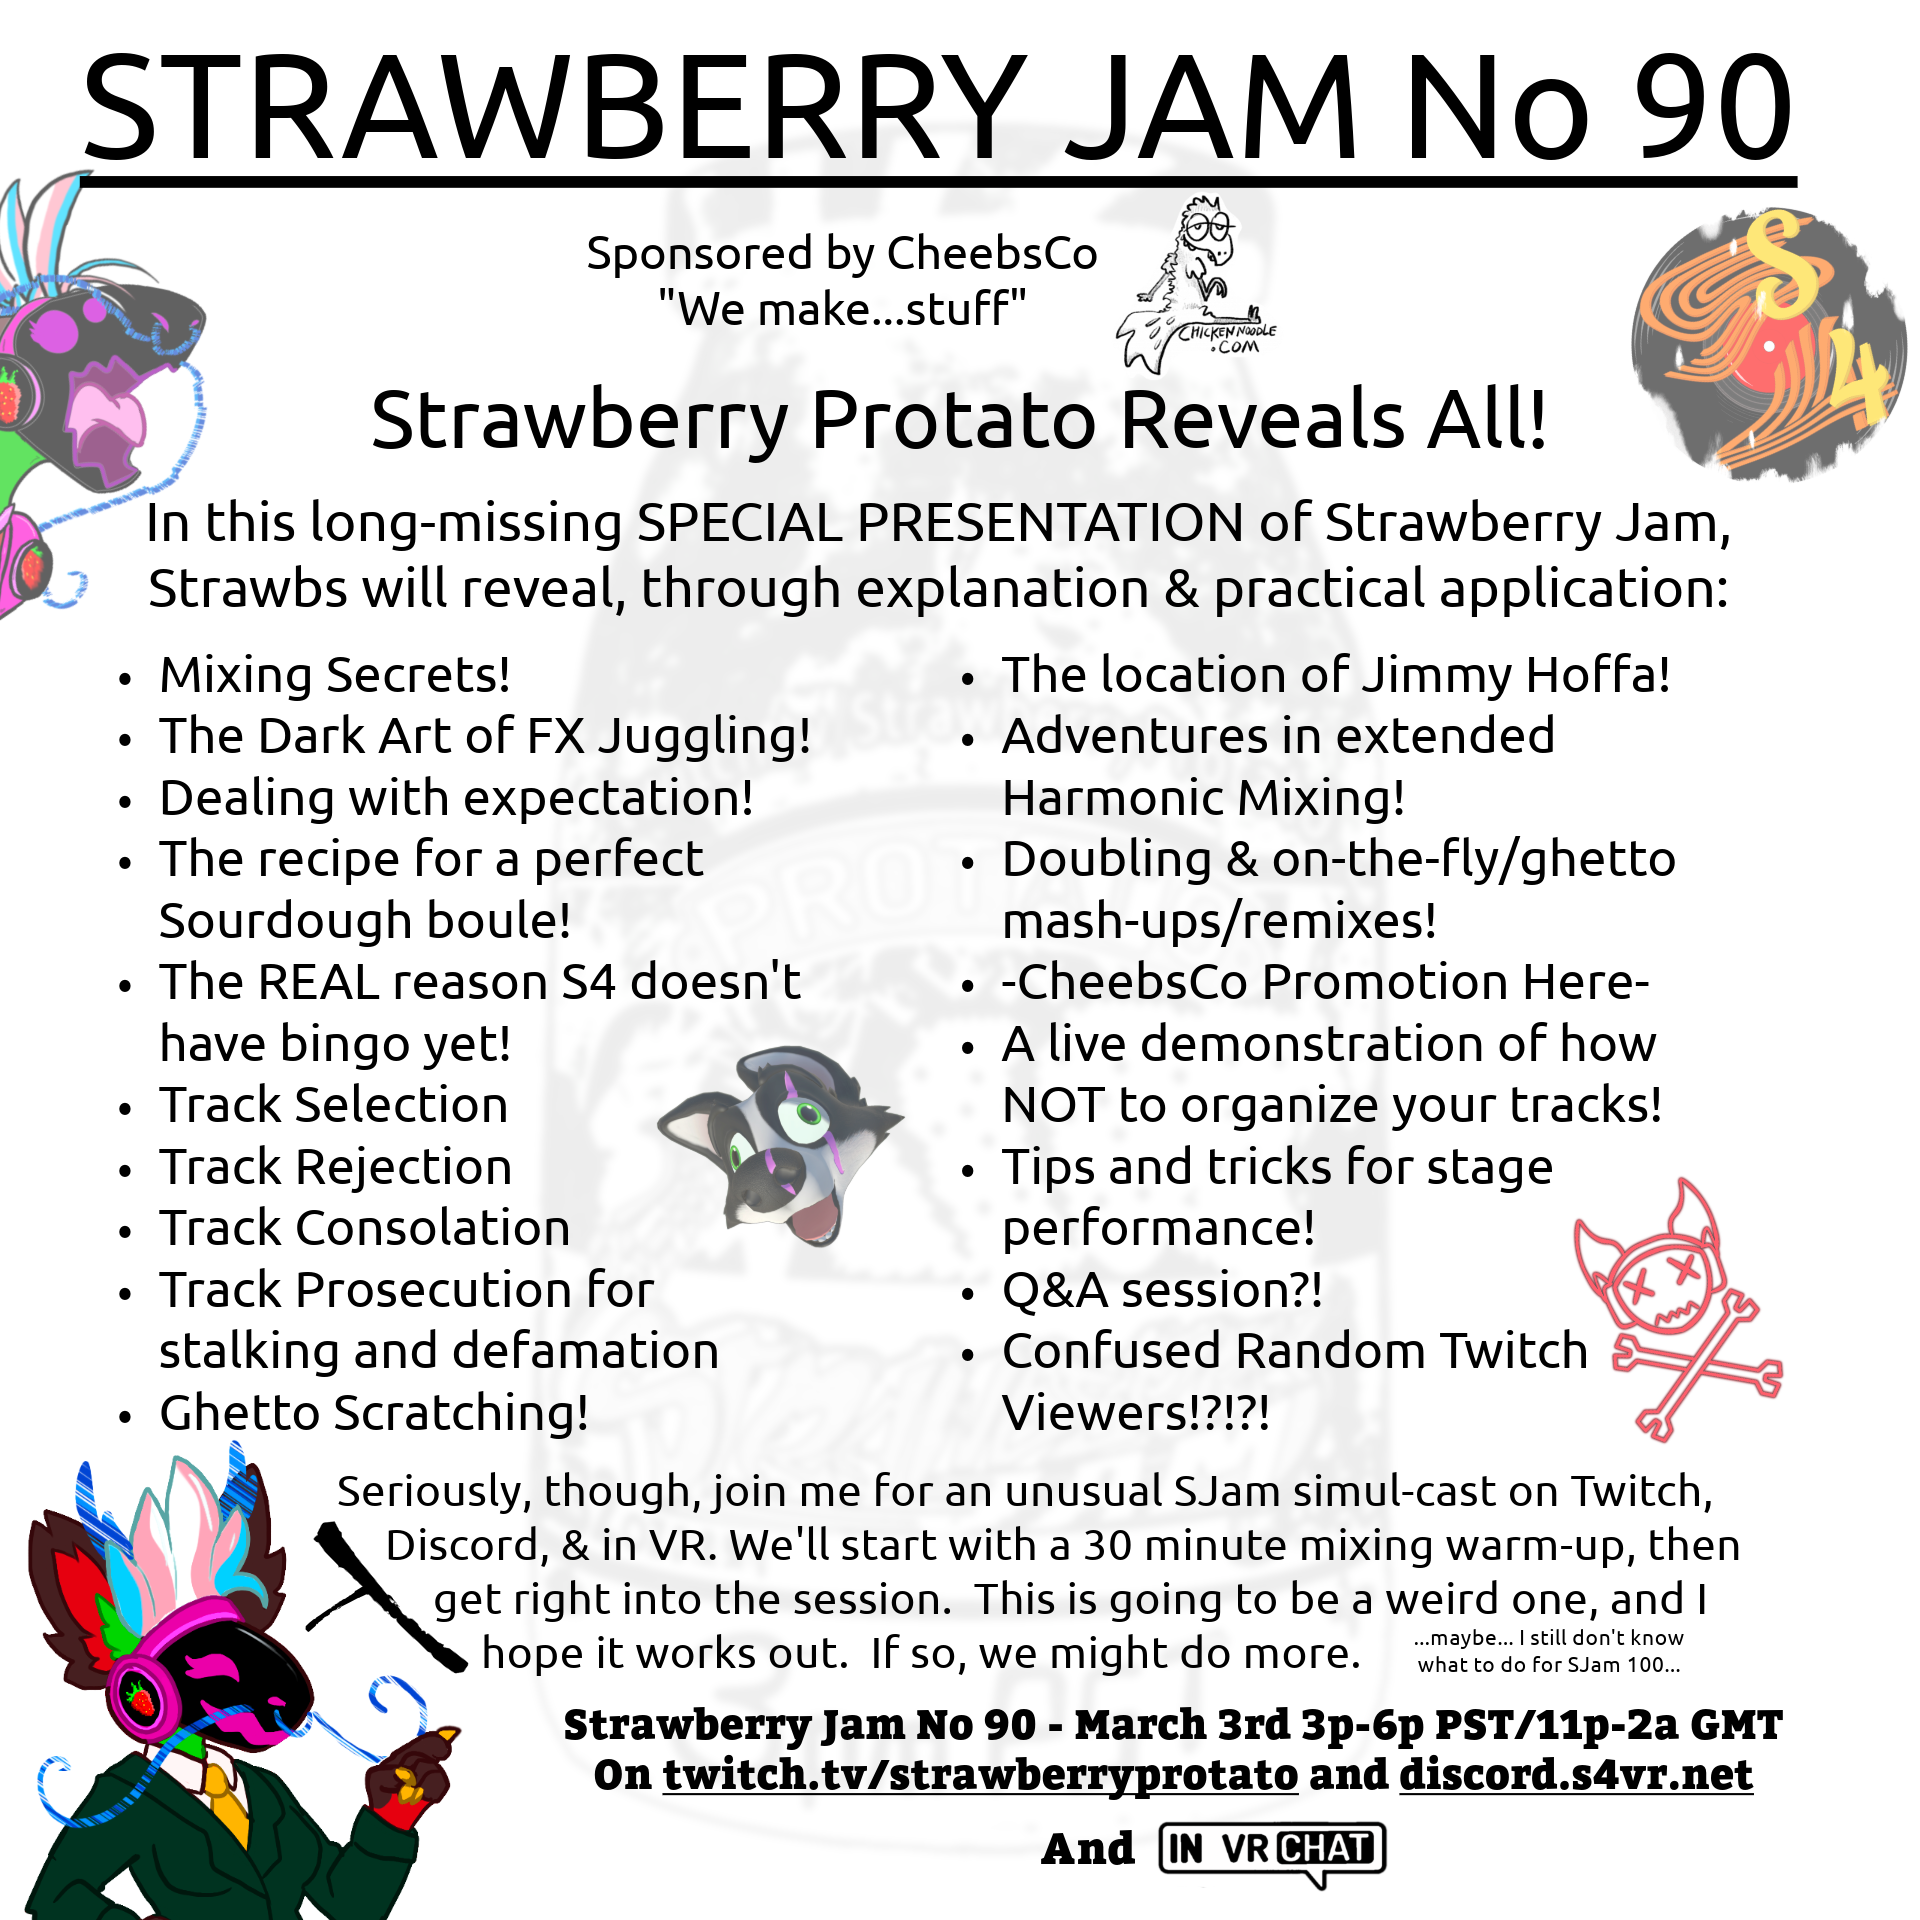 STRAWBERRY JAM No 90
Sponsored by CheebsCo
"We make...stuff"
CHICKENNOODLE
.COM
S
4
Strawberry Protato Reveals All!
In this long-missing SPECIAL PRESENTATION of Strawberry Jam,
Strawbs will reveal, through explanation & practical application:
• Mixing Secrets!
• The Dark Art of FX Juggling!
• Dealing with expectation!
• The recipe for a perfect
Sourdough boule!
• The REAL reason S4 doesn't
have bingo yet!
• Track Selection
• Track Rejection
• Track Consolation
• Track Prosecution for
stalking and defamation
• Ghetto Scratching!
• The location of Jimmy Hoffa!
• Adventures in extended
Harmonic Mixing!
• Doubling & on-the-fly/ghetto
mash-ups/remixes!
• -CheebsCo Promotion Here-
• A live demonstration of how
NOT to organize your tracks!
• Tips and tricks for stage
performance!
• Q&A session?!
• Confused Random Twitch
Viewers!?!?!
Seriously, though, join me for an unusual SJam simul-cast on Twitch,
Discord, & in VR. We'll start with a 30 minute mixing warm-up, then
get right into the session.  This is going to be a weird one, and I
hope it works out.  If so, we might do more.
...maybe... I still don't know
what to do for SJam 100...
Strawberry Jam No 90 - March 3rd 3p-6p PST/11p-2a GMT
On twitch.tv/strawberryprotato and discord.s4vr.net
And IN VRCHAT